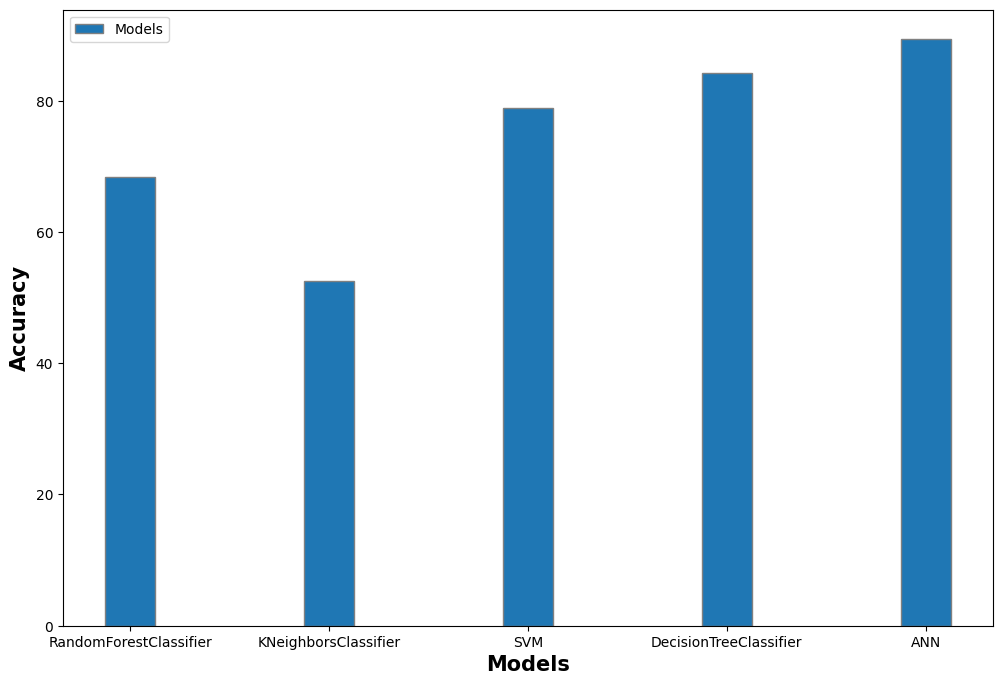 Models
80
60
40
20
0
Accuracy
RandomForestClassifier
KNeighborsClassifier
SVM
DecisionTreeClassifier
ANN
Models